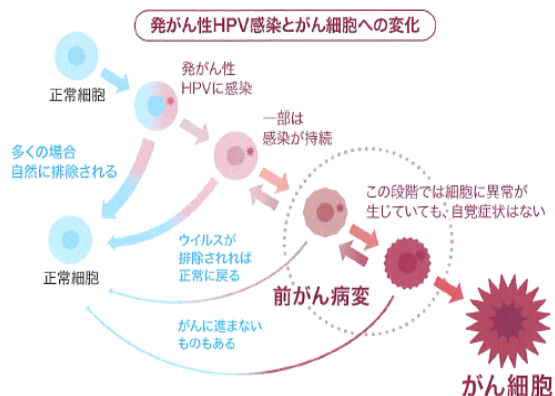 発がん性HPV感染とがん細胞への変化
正常細胞
発がん性
HPVに感染
一部は
感染が持続
多くの場合
自然に排除される
この段階では細胞に異常が
生じていても、自覚症状はない
正常細胞
ウイルスが
排除されれば
正常に戻る
前がん病変
がんに進まない
ものもある
がん細胞